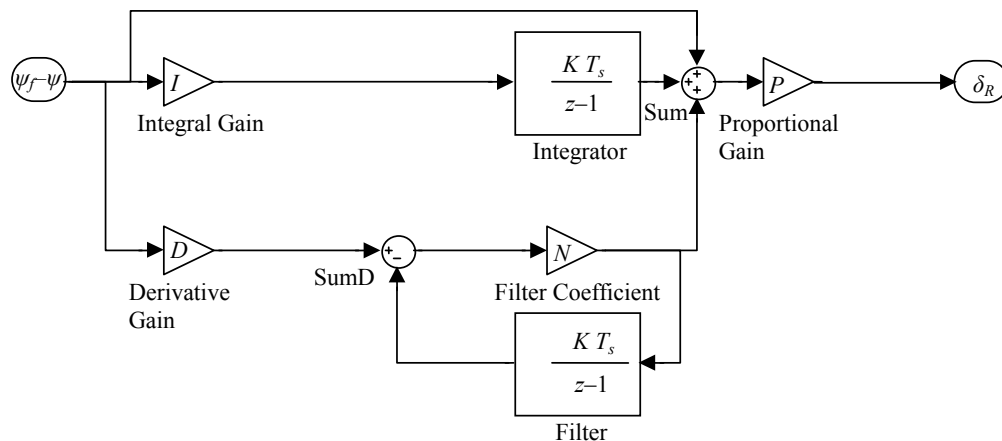 ψf–ψ
I
Integral Gain
K Ts
z–1
Integrator
+
+
+
Sum
P
Proportional
Gain
δR
D
Derivative
Gain
+
–
SumD
N
Filter Coefficient
K Ts
z–1
Filter